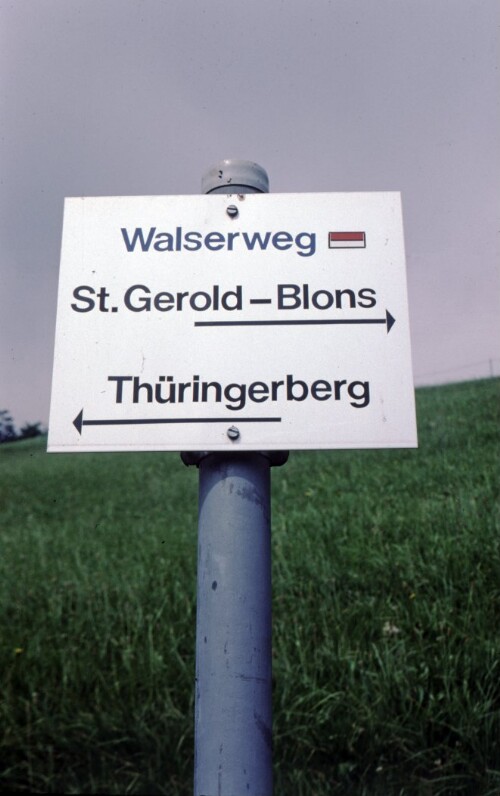 Walserweg
St. Gerold – Blons
Thüringerberg